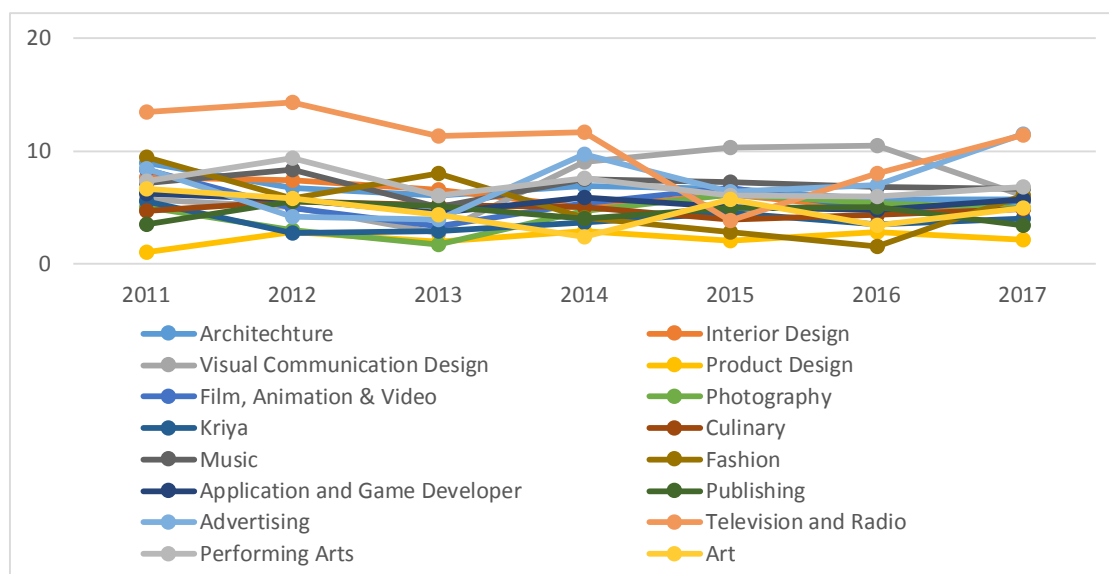 20
10
0
2011 2012 2013 2014 2015 2016 2017
Architechture Interior Design
Visual Communication Design Product Design
Film, Animation & Video Photography
Kriya Culinary
Music Fashion
Application and Game Developer Publishing
Advertising Television and Radio
Performing Arts Art